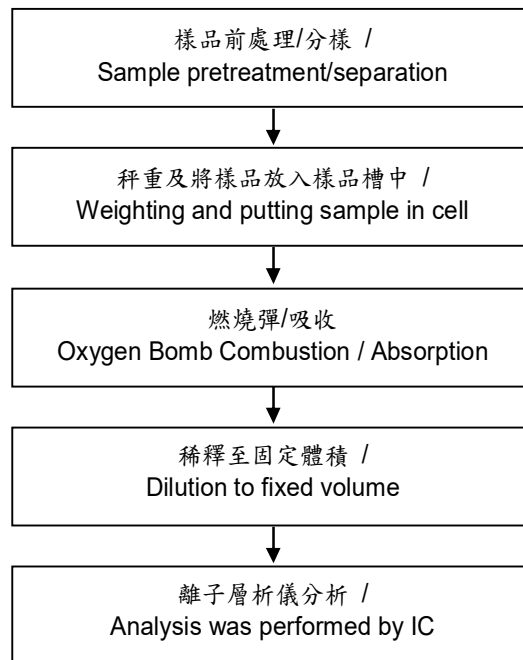 樣品前處理/分樣 /
Sample pretreatment/separation
秤重及將樣品放入樣品槽中 /
Weighting and putting sample in cell
燃燒彈/吸收
Oxygen Bomb Combustion / Absorption
稀釋至固定體積 /
Dilution to fixed volume
離子層析儀分析 /
Analysis was performed by IC